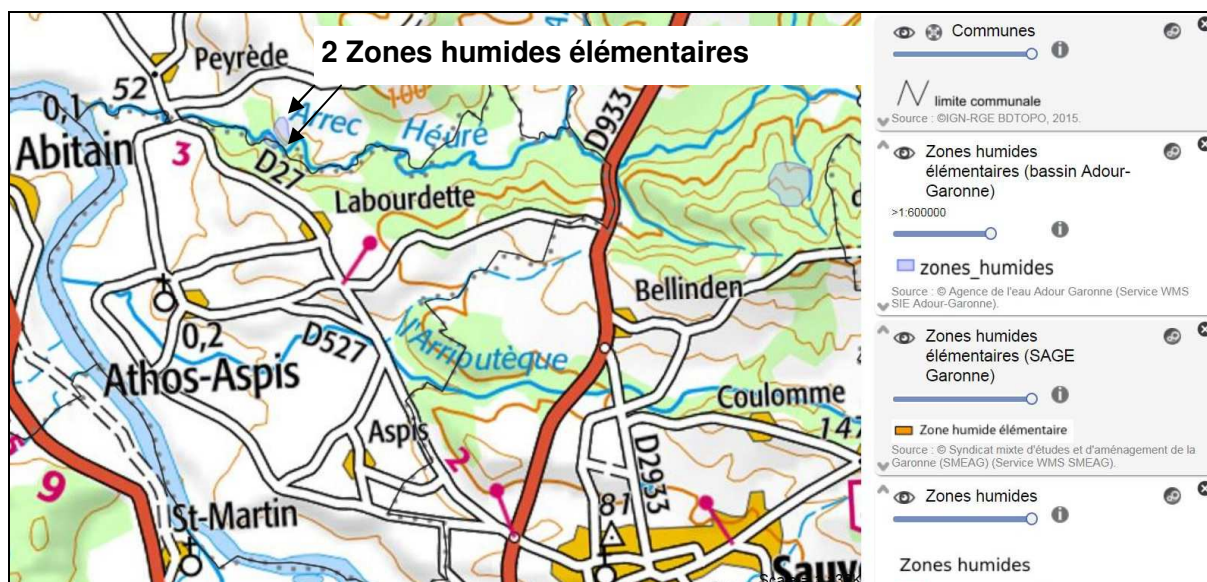 2 Zones humides élémentaires
Peyrède
52
0,1
Arrec Héuré
100
D933
Abitain
3
D27
Labourdette
Bellinden
0,2
D527
l'Arrioutèque
Athos-Aspis
Coulomme
Aspis
147
2
D2933
9
81
St-Martin
Sauv
Communes
limite communale
Source : ©IGN-RGE BDTOPO, 2015.
Zones humides
élémentaires (bassin Adour-
Garonne)
>1:600000
zones_humides
Source : © Agence de l'eau Adour Garonne (Service WMS
SIE Adour-Garonne).
Zones humides
élémentaires (SAGE
Garonne)
Zone humide élémentaire
Source : © Syndicat mixte d'études et d'aménagement de la
Garonne (SMEAG) (Service WMS SMEAG).
Zones humides
Zones humides